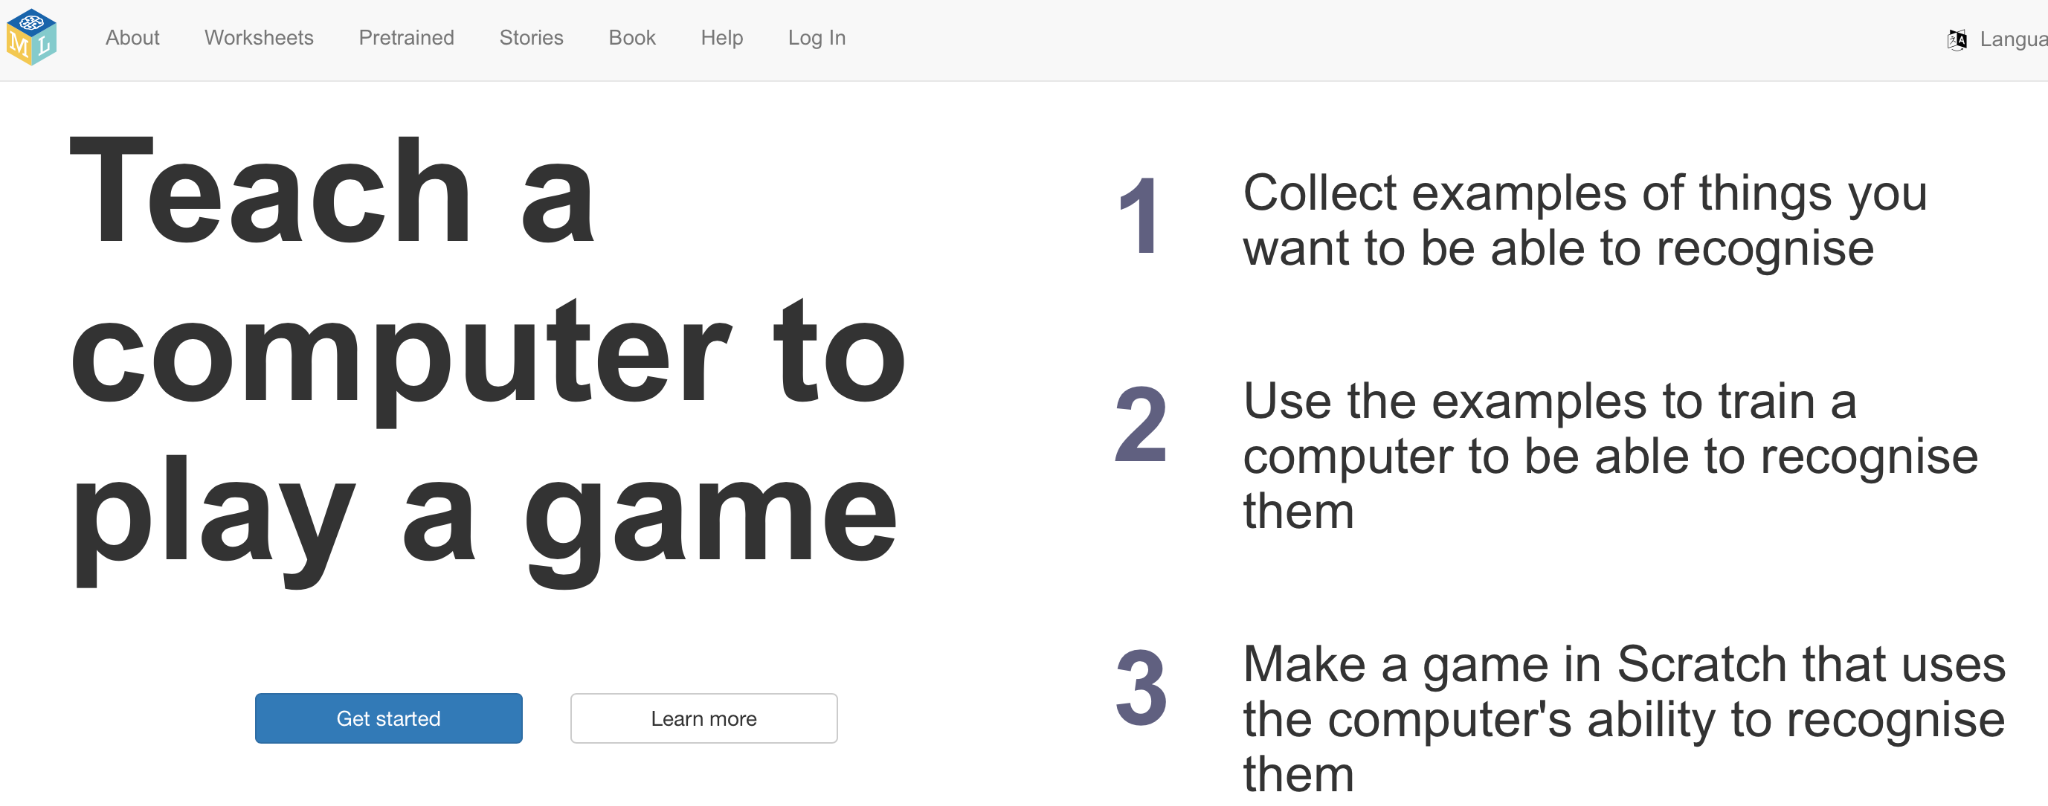 M L
About Worksheets Pretrained Stories Book Help Log In Langua
Teach a
computer to
play a game
Get started Learn more
1 Collect examples of things you
want to be able to recognise
2 Use the examples to train a
computer to be able to recognise
them
3 Make a game in Scratch that uses
the computer's ability to recognise
them